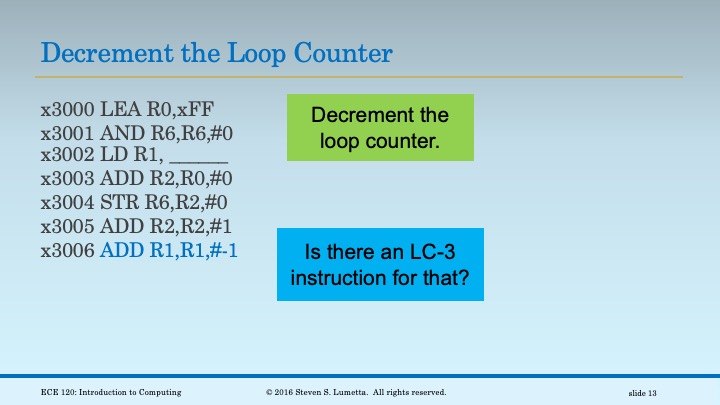 Decrement the Loop Counter
x3000 LEA R0,xFF
x3001 AND R6,R6,#0
x3002 LD R1, ______
x3003 ADD R2,R0,#0
x3004 STR R6,R2,#0
x3005 ADD R2,R2,#1
x3006 ADD R1,R1,#-1
Decrement the
loop counter.
Is there an LC-3
instruction for that?
ECE 120: Introduction to Computing
© 2016 Steven S. Lumetta. All rights reserved.
slide 13